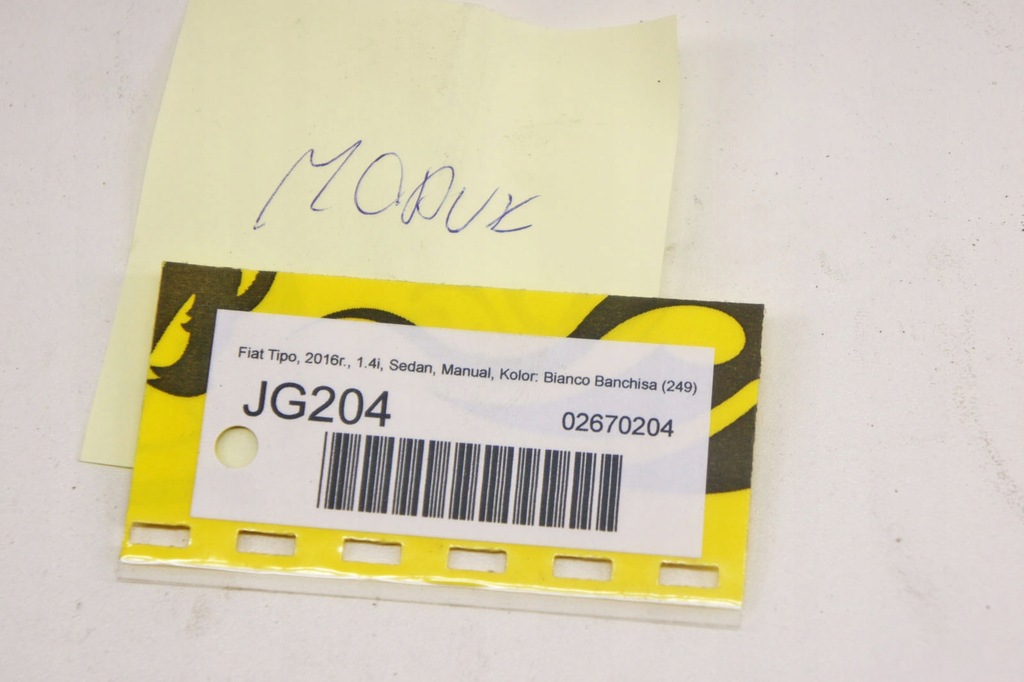 MODUŁ
Fiat Tipo, 2016r., 1.4i, Sedan, Manual, Kolor: Bianco Banchisa (249)
JG204
02670204